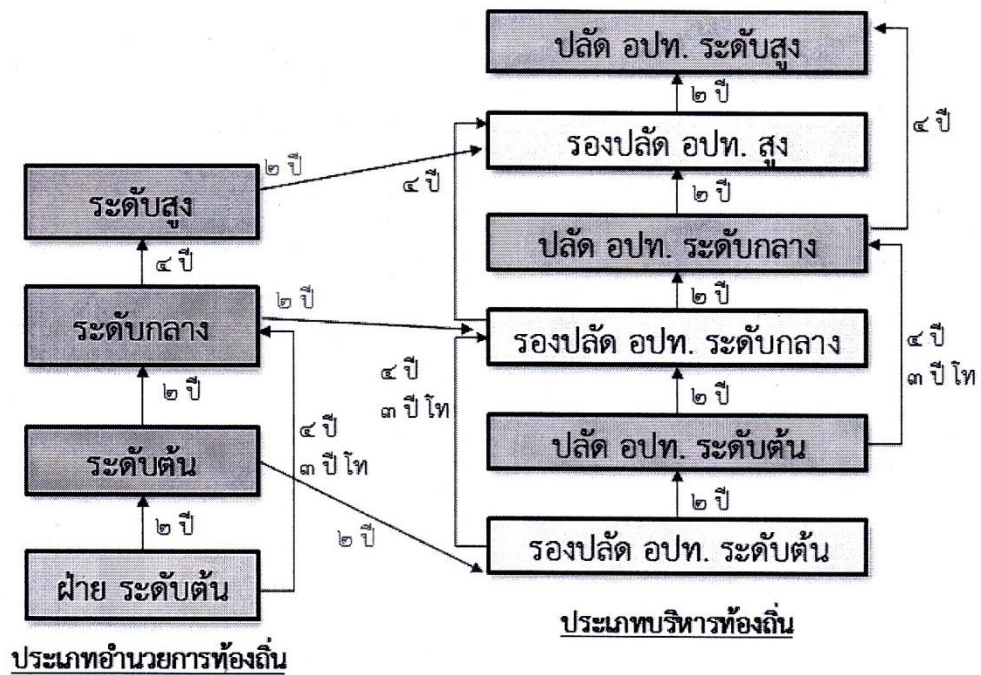 ปลัด อปท. ระดับสูง
๒ ปี
๔ ปี
รองปลัด อปท. สูง
๒ ปี
๔ ปี
ระดับสูง
๒ ปี
ปลัด อปท. ระดับกลาง
๔ ปี
๒ ปี
ระดับกลาง
๒ ปี
รองปลัด อปท. ระดับกลาง
๔ ปี
๓ ปี โท
๒ ปี
๔ ปี
๓ ปี โท
๒ ปี
๔ ปี
๓ ปี โท
ระดับต้น
ปลัด อปท. ระดับต้น
๒ ปี
๒ ปี
๒ ปี
ฝ่าย ระดับต้น
รองปลัด อปท. ระดับต้น
ประเภทอำนวยการท้องถิ่น
ประเภทบริหารท้องถิ่น